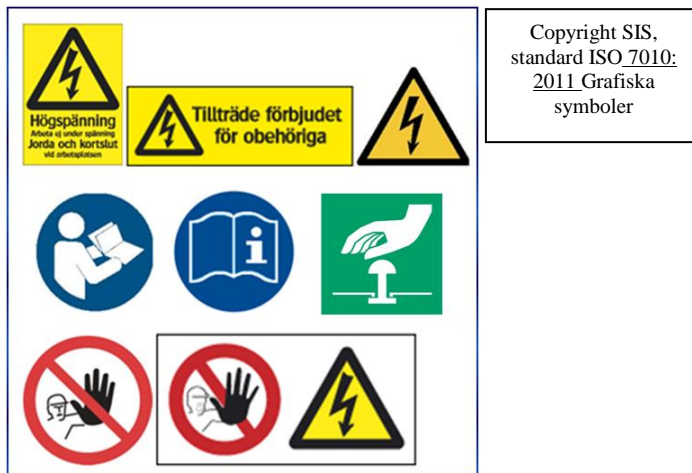 Högspänning
Arbeta ej under spänning
Jorda och kortslut
vid arbetsplatsen
Tillträde förbjudet
för obehöriga
i
Copyright SIS,
standard ISO 7010:
2011 Grafiska
symboler